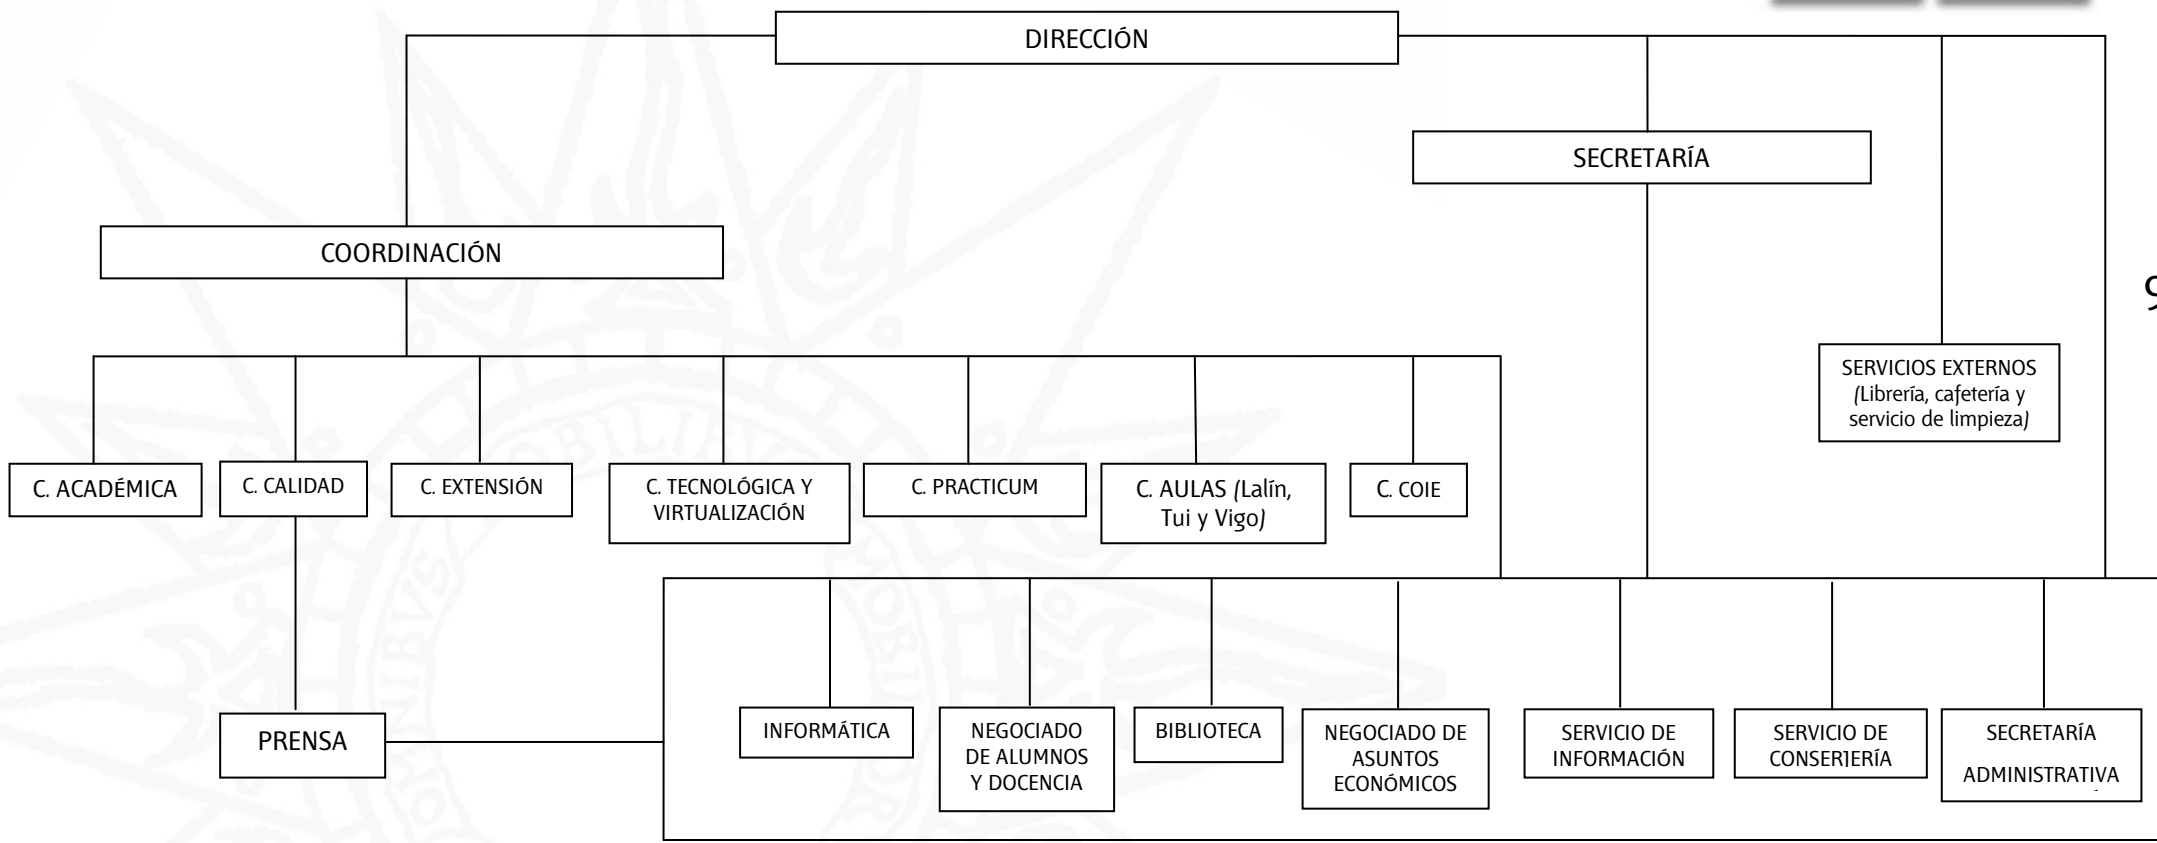 DIRECCIÓN
SECRETARÍA
COORDINACIÓN
9
SERVICIOS EXTERNOS
(Librería, cafetería y
servicio de limpieza)
C. ACADÉMICA
C. CALIDAD
C. EXTENSIÓN
C. TECNOLÓGICA Y
VIRTUALIZACIÓN
C. PRACTICUM
C. AULAS (Lalín,
Tui y Vigo)
C. COIE
PRENSA
INFORMÁTICA
NEGOCIADO
DE ALUMNOS
Y DOCENCIA
BIBLIOTECA
NEGOCIADO DE
ASUNTOS
ECONÓMICOS
SERVICIO DE
INFORMACIÓN
SERVICIO DE
CONSERJERÍA
SECRETARÍA
ADMINISTRATIVA